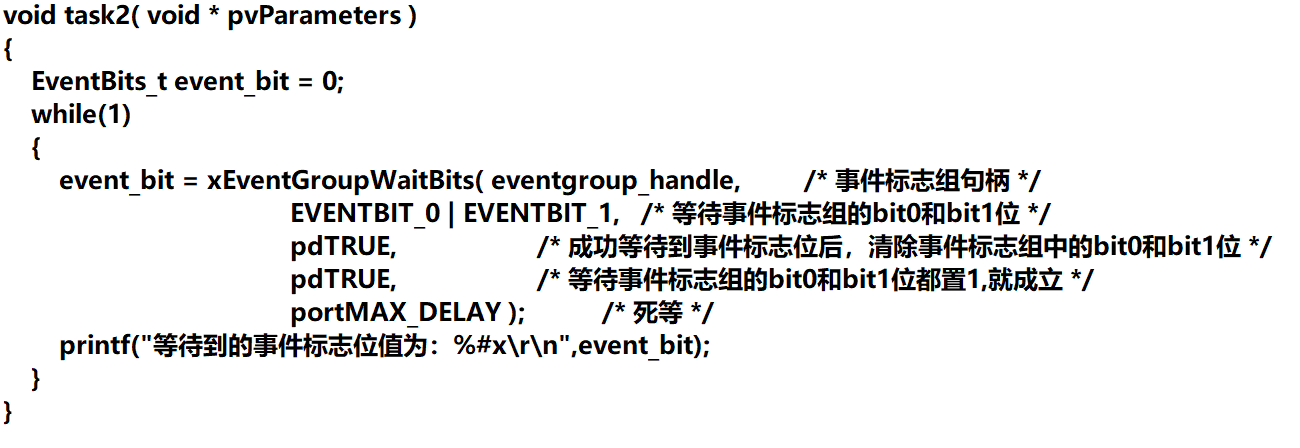 void task2( void * pvParameters )
{
EventBits_t event_bit = 0;
while(1)
{
event_bit = xEventGroupWaitBits( eventgroup_handle, /* 事件标志组句柄 */
EVENTBIT_0 | EVENTBIT_1, /* 等待事件标志组的bit0和bit1位 */
pdTRUE, /* 成功等待到事件标志位后，清除事件标志组中的bit0和bit1位 */
pdTRUE, /* 等待事件标志组的bit0和bit1位都置1,就成立 */
portMAX_DELAY ); /* 死等 */
printf("等待到的事件标志位值为：%#x\r\n",event_bit);
}
}